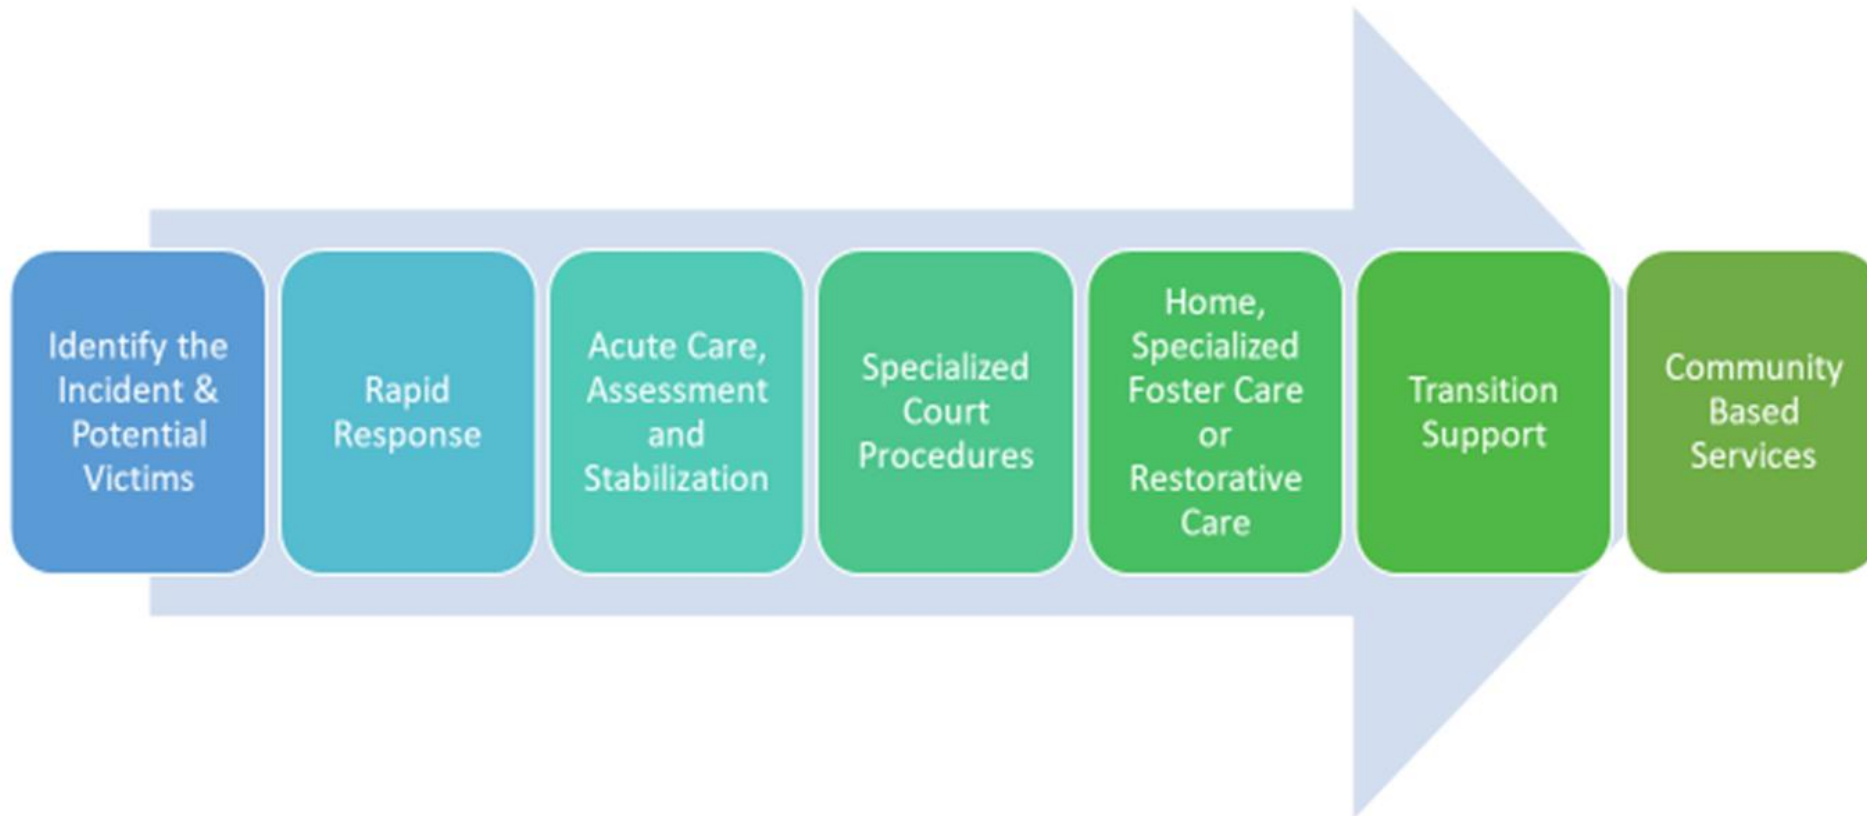 Identify the
Incident &
Potential
Victims
Rapid
Response
Acute Care,
Assessment
and
Stabilization
Specialized
Court
Procedures
Home,
Specialized
Foster Care
or
Restorative
Care
Transition
Support
Community
Based
Services